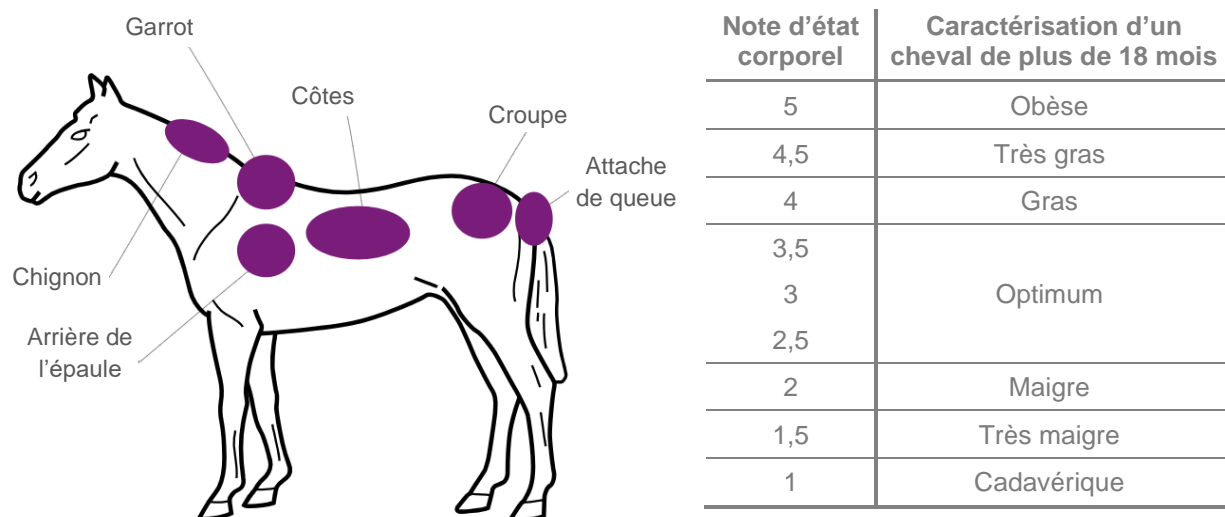 Garrot
Côtes
Croupe
Attache
de queue
Chignon
Arrière de
l'épaule
Note d'état
corporel
Caractérisation d'un
cheval de plus de 18 mois
5
Obèse
4,5
Très gras
4
Gras
3,5
3
2,5
Optimum
2
Maigre
1,5
Très maigre
1
Cadavérique